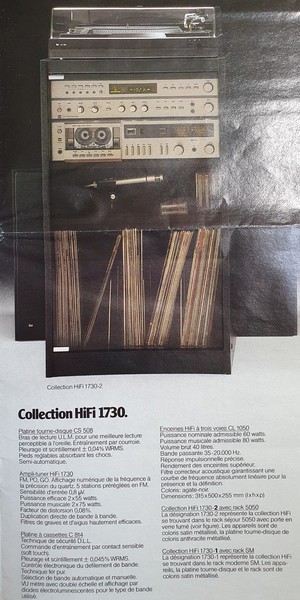 Collection HiFi 1730-2
Collection HiFi 1730.
Platine tourne-disque CS 508
Bras de lecture U.L.M. pour une meilleure lecture
perceptible à l'oreille. Entraînement par courroie.
Pleurage et scintillement ± 0,04% WRMS.
Pieds réglables absorbant les chocs.
Semi-automatique.
Ampli-tuner HiFi 1730
FM, PO, GO. Affichage numérique de la fréquence à
la précision du quartz, 5 stations préréglées en FM.
Sensibilité d'entrée 0,8 µV
Puissance efficace 2x55 watts
Puissance musicale 2x75 watts.
Facteur de distorsion 0,08%.
Duplication de bande à bande.
Filtres de graves et d'aigus hautement efficaces.
Platine à cassettes C 814
Technique de sécurité D.L.L.
Commande d'entraînement par contact sensible
(soft touch).
Pleurage et scintillement ± 0,045% WRMS.
Contrôle électronique du défilement de bande.
Technique fer pur.
Sélection de bande automatique et manuelle.
VU mètre avec double échelle et affichage par
diodes électroluminescentes pour le type de bande
utilisé.
Enceintes HiFi à trois voies CL 1050
Puissance nominale admissible 60 watts.
Puissance musicale admissible 80 watts.
Volume brut 40 litres.
Bande passante 35-20.000 Hz.
Réponse impulsionnelle précise.
Rendement des enceintes supérieur.
Filtre correcteur acoustique garantissant une
courbe de fréquence absolument linéaire pour la
présence et la définition.
Coloris: agate-noir.
Dimensions: 315x500x255 mm (lxhxp)
Collection HiFi 1730-2 avec rack 5050
La désignation 1730-2 représente la collection HiFi
se trouvant dans le rack séjour 5050 avec porte en
verre fumé (voir figure). Les appareils sont de
coloris satin métallisé, la platine tourne-disque de
coloris anthracite métallisé.
Collection HiFi 1730-1 avec rack SM
La désignation 1730-1 représente la collection HiFi
se trouvant dans le rack moderne SM. Les appa-
reils, la platine tourne-disque et le rack sont de
coloris satin métallisé.